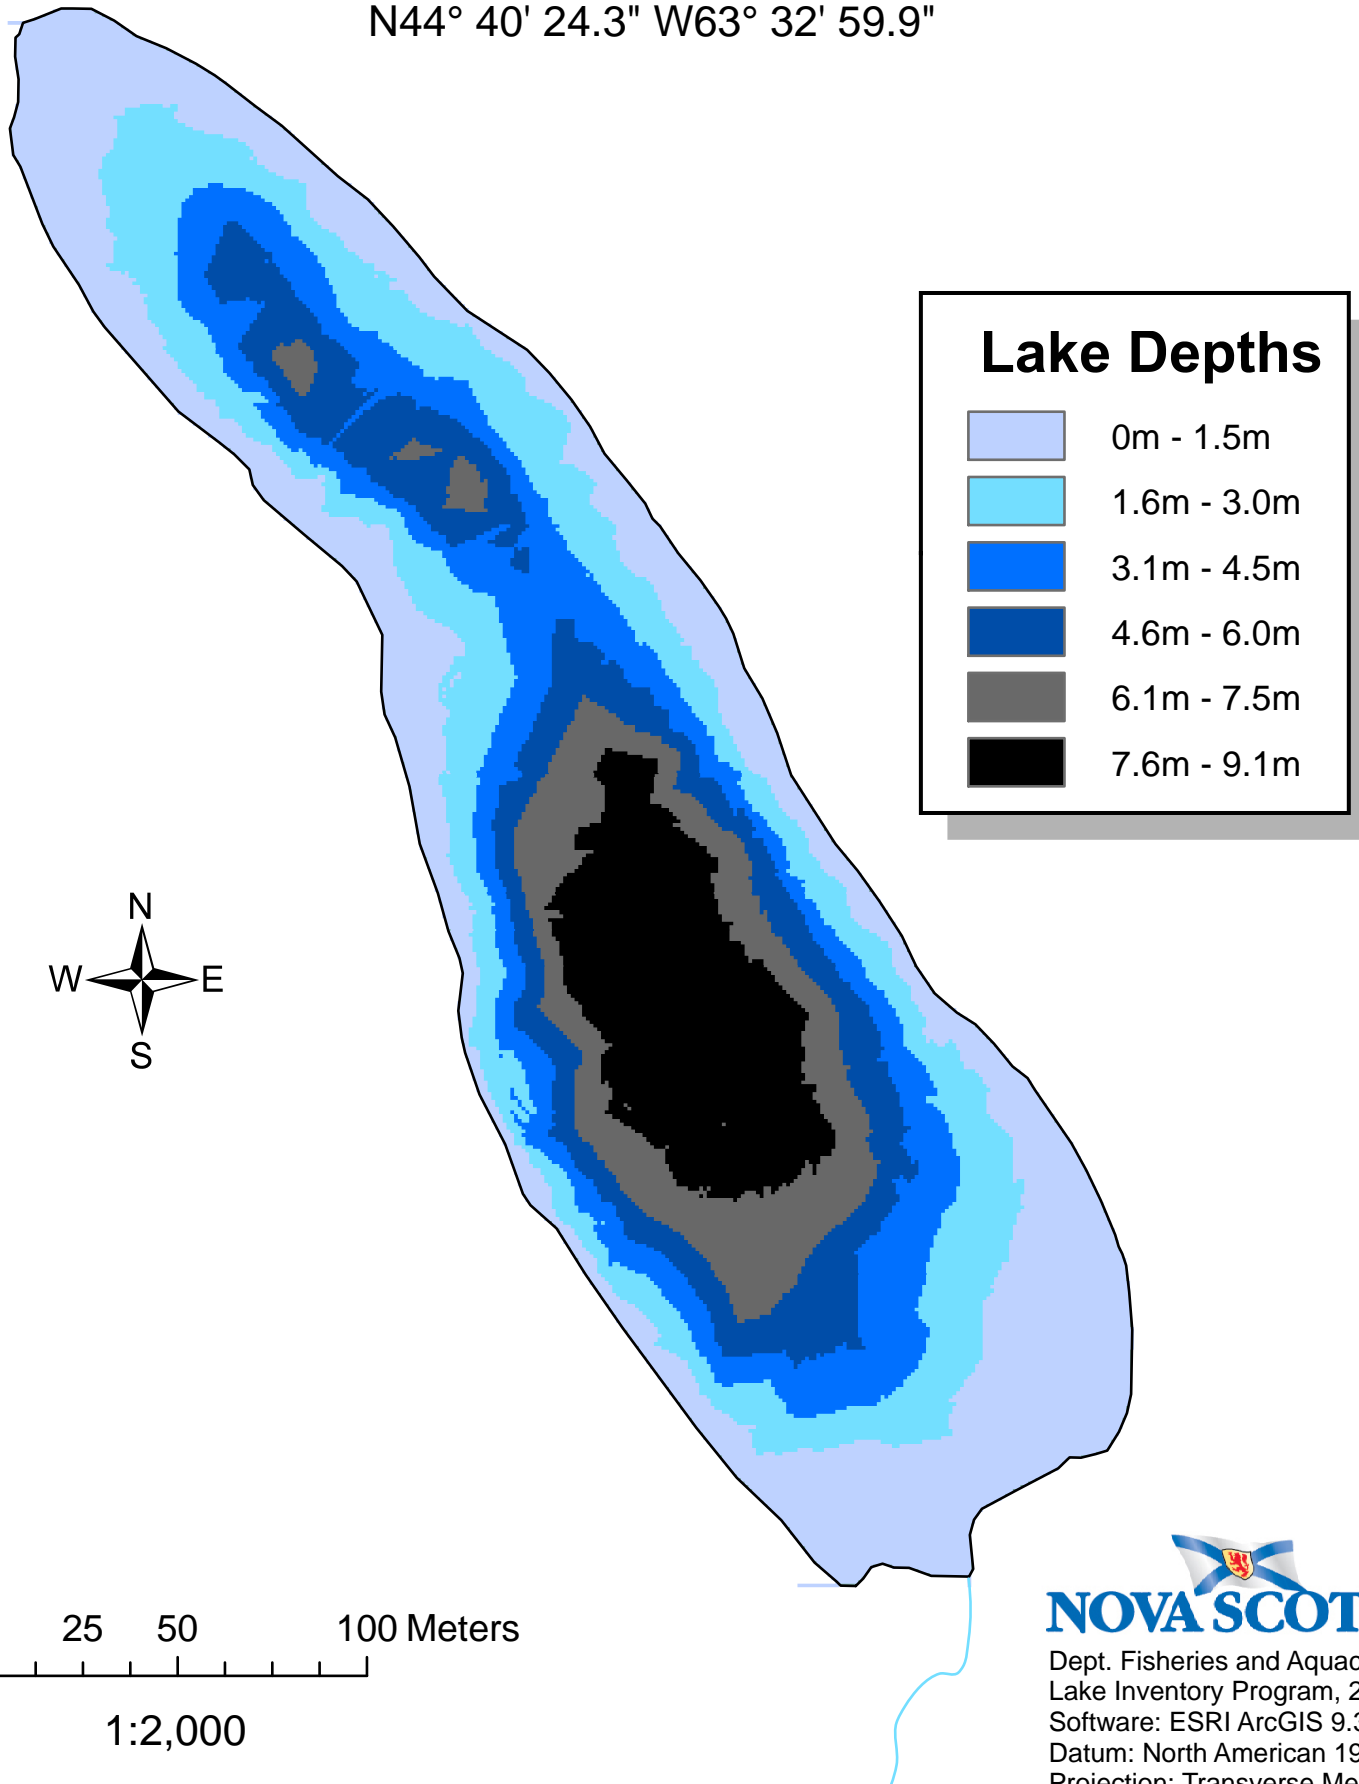 N44° 40' 24.3" W63° 32' 59.9"
Lake Depths
0m - 1.5m
1.6m - 3.0m
3.1m - 4.5m
4.6m - 6.0m
6.1m - 7.5m
7.6m - 9.1m
N
W E
S
25 50 100 Meters
1:2,000
NOVA SCOT
Dept. Fisheries and Aquac
Lake Inventory Program, 2
Software: ESRI ArcGIS 9.3
Datum: North American 19
Projection: Transverse Me